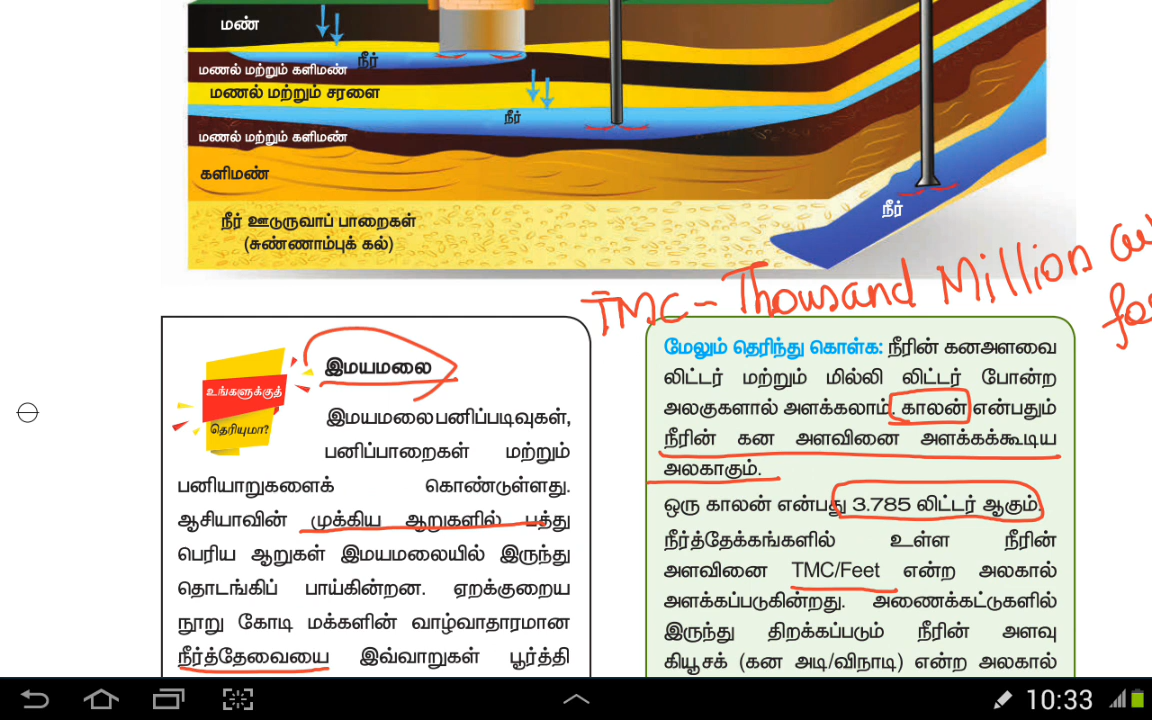 மண்
நீர்
மணல் மற்றும் களிமண்
மணல் மற்றும் சரளை
நீர்
மணல் மற்றும் களிமண்
களிமண்
நீர்
நீர் ஊடுருவாப் பாறைகள்
(சுண்ணாம்புக் கல்)
TMC - Thousand Million
உங்களுக்குத்
தெரியுமா?
இமயமலை
இமயமலை பனிப்படிவுகள்,
பனிப்பாறைகள் மற்றும்
பனியாறுகளைக் கொண்டுள்ளது.
ஆசியாவின் முக்கிய ஆறுகளில் பத்து
பெரிய ஆறுகள் இமயமலையில் இருந்து
தொடங்கிப் பாய்கின்றன. ஏறக்குறைய
நூறு கோடி மக்களின் வாழ்வாதாரமான
நீர்த்தேவையை இவ்வாறுகள் பூர்த்தி
மேலும் தெரிந்து கொள்க: நீரின் கனஅளவை
லிட்டர் மற்றும் மில்லி லிட்டர் போன்ற
அலகுகளால் அளக்கலாம். காலன் என்பதும்
நீரின் கன அளவினை அளக்கக்கூடிய
அலகாகும்.
ஒரு காலன் என்பது 3.785 லிட்டர் ஆகும்.
நீர்த்தேக்கங்களில் உள்ள நீரின்
அளவினை TMC/Feet என்ற அலகால்
அளக்கப்படுகின்றது. அணைக்கட்டுகளில்
இருந்து திறக்கப்படும் நீரின் அளவு
கியூசக் (கன அடி/விநாடி) என்ற அலகால்
10:33